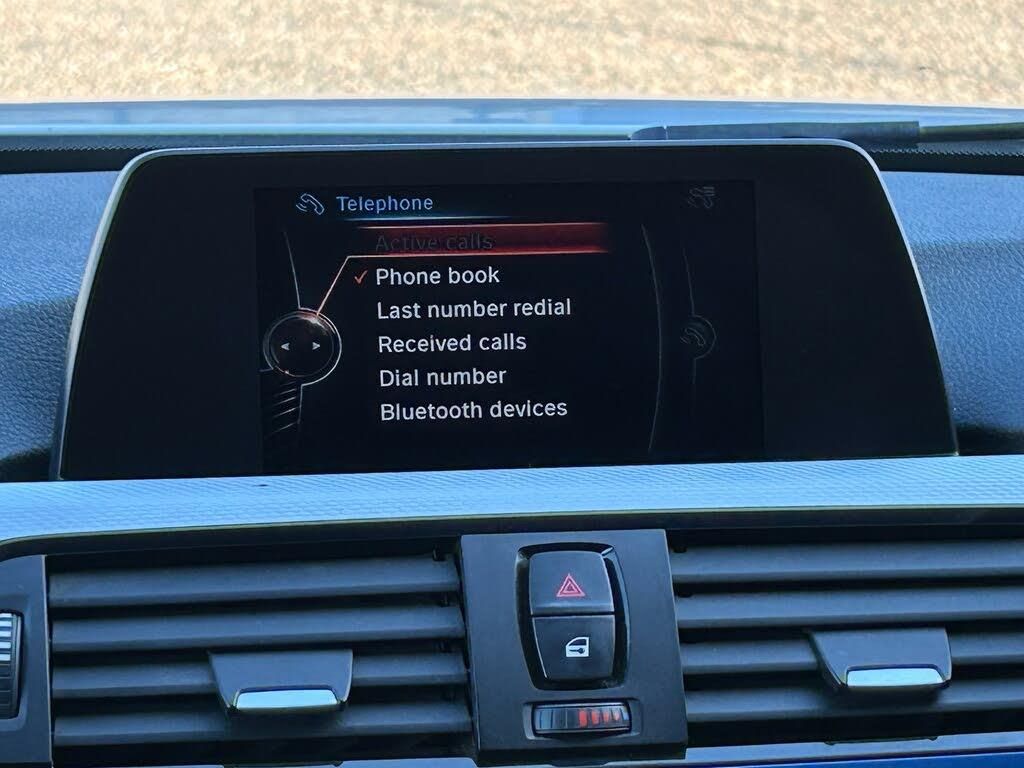 Telephone
Active calls
Phone book
Last number redial
Received calls
Dial number
Bluetooth devices